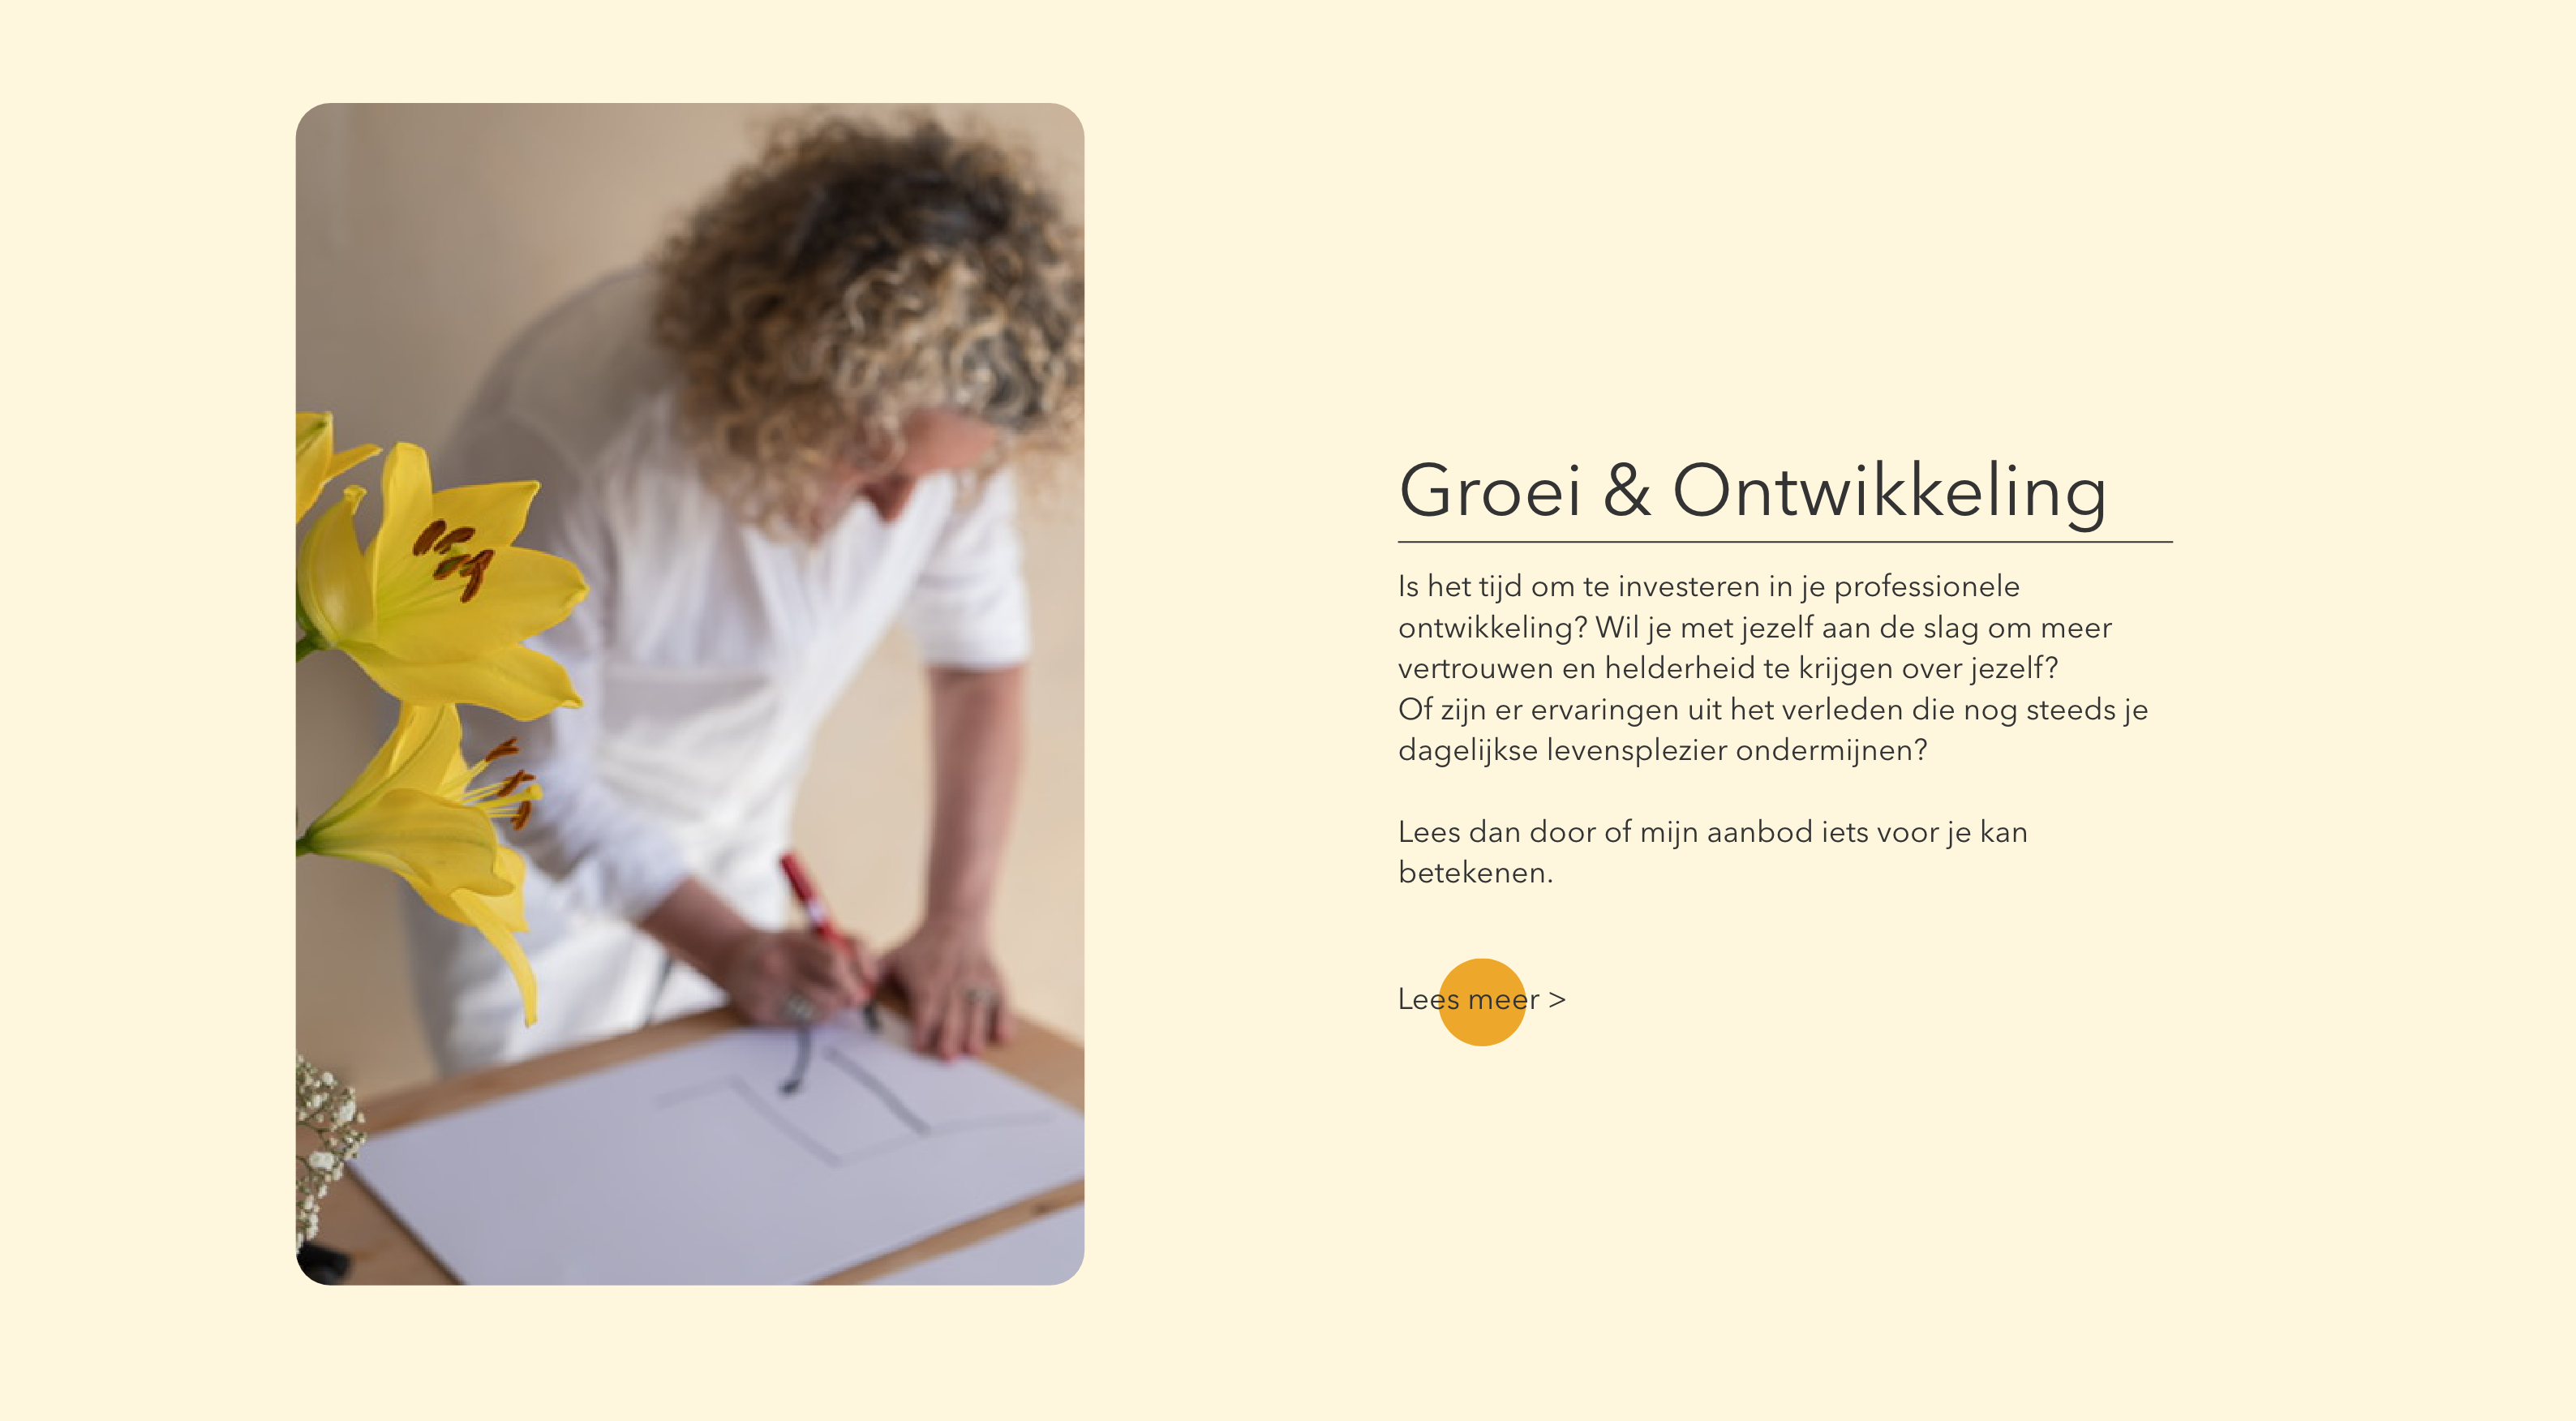 Groei & Ontwikkeling
Is het tijd om te investeren in je professionele
ontwikkeling? Wil je met jezelf aan de slag om meer
vertrouwen en helderheid te krijgen over jezelf?
Of zijn er ervaringen uit het verleden die nog steeds je
dagelijkse levensplezier ondermijnen?
Lees dan door of mijn aanbod iets voor je kan
betekenen.
Lees meer >